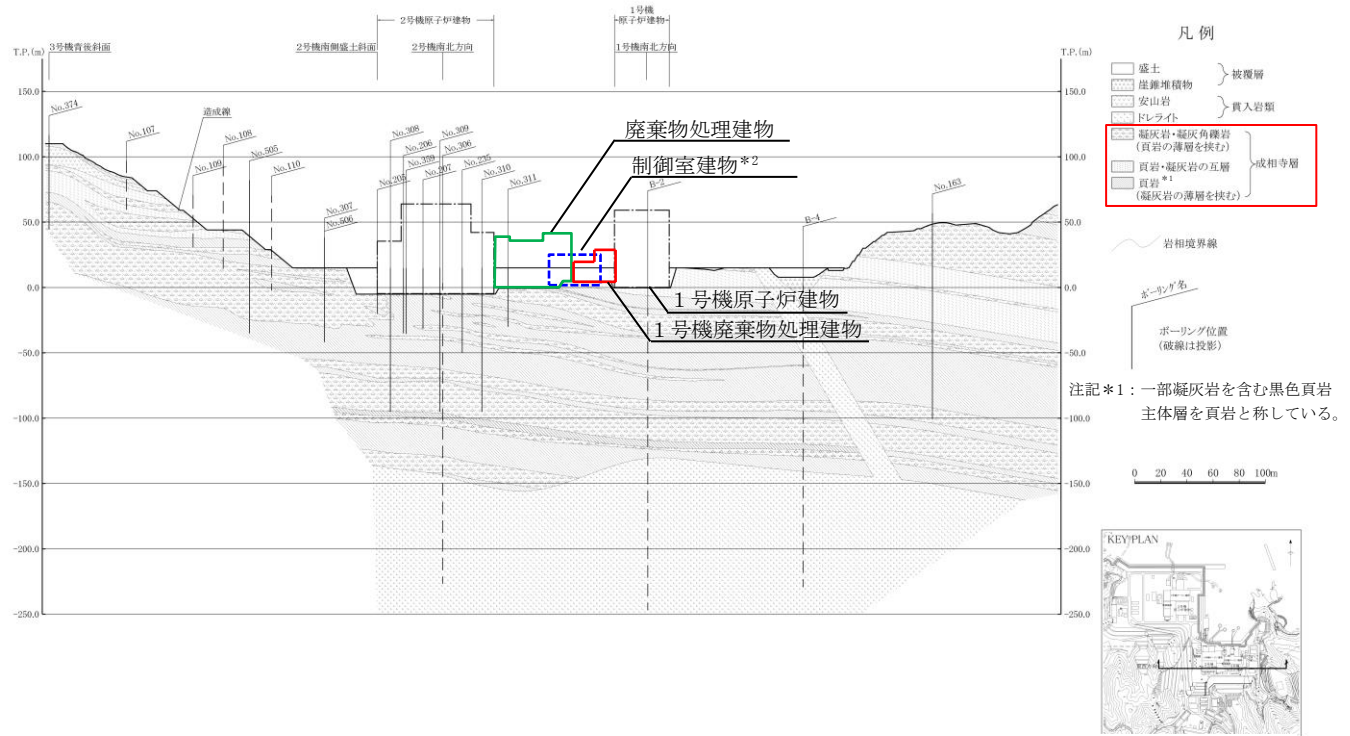 2号機原子炉建物
1号機
原子炉建物
T.P.(m)
3号機背後斜面
2号機南側盛土斜面
2号機南北方向
1号機南北方向
T.P.(m)
150.0
100.0
50.0
0.0
-50.0
-100.0
-150.0
-200.0
-250.0
No.374
No.107
造成線
No.108
No.109
No.505
No.110
No.307
No.506
No.308
No.206
No.359
No.205
No.207
No.309
No.306
No.235
No.310
No.311
B-2
B-4
No.163
廃棄物処理建物
制御室建物*2
1号機原子炉建物
1号機廃棄物処理建物
150.0
100.0
50.0
0.0
-50.0
-100.0
-150.0
-200.0
-250.0
凡例
盛土
崖錐堆積物
被覆層
安山岩
ドレライト
貫入岩類
凝灰岩・凝灰角礫岩
(頁岩の薄層を挟む)
頁岩・凝灰岩の互層
頁岩*1
(凝灰岩の薄層を挟む)
成相寺層
岩相境界線
ボーリング名
ボーリング位置
(破線は投影)
注記*1:一部凝灰岩を含む黒色頁岩
主体層を頁岩と称している。
0 20 40 60 80 100m
KEY PLAN